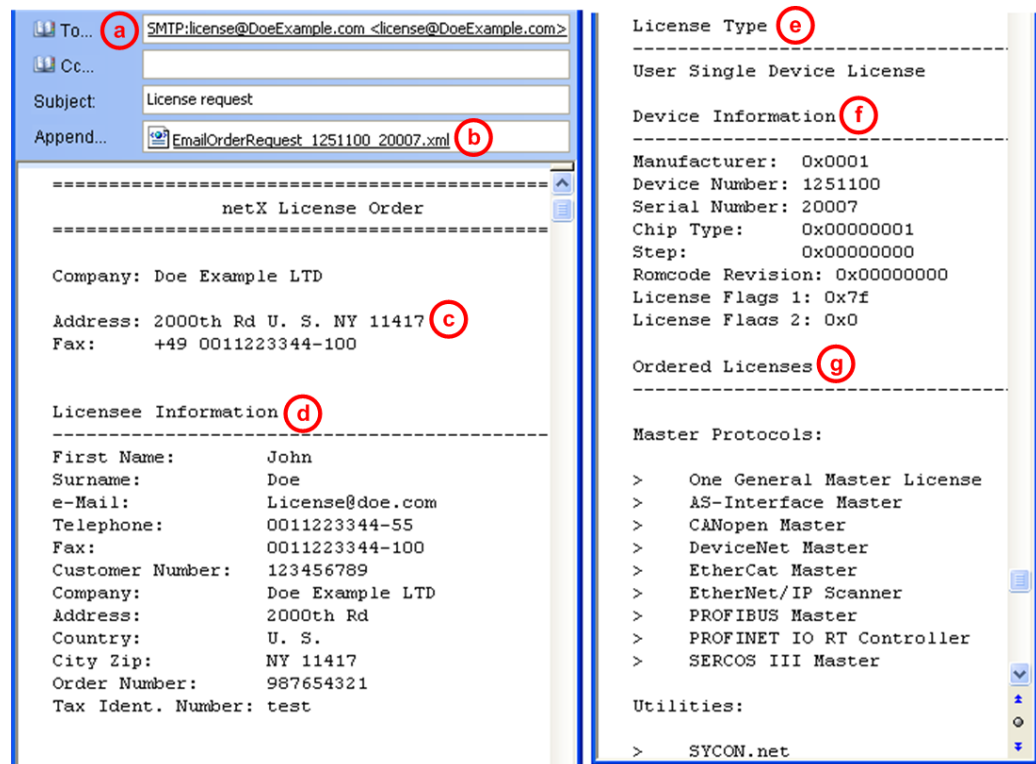 To... a SMTP:license@DoeExample.com <license@DoeExample.com>
Cc...
Subject: License request
Append... EmailOrderRequest_1251100_20007.xml b
==============================================
netX License Order
==============================================
Company: Doe Example LTD
Address: 2000th Rd U. S. NY 11417 c
Fax: +49 0011223344-100
Licensee Information d
----------------------------------------------
First Name: John
Surname: Doe
e-Mail: License@doe.com
Telephone: 0011223344-55
Fax: 0011223344-100
Customer Number: 123456789
Company: Doe Example LTD
Address: 2000th Rd
Country: U. S.
City Zip: NY 11417
Order Number: 987654321
Tax Ident. Number: test
License Type e
-----------------------------------
User Single Device License
Device Information f
-----------------------------------
Manufacturer: 0x0001
Device Number: 1251100
Serial Number: 20007
Chip Type: 0x00000001
Step: 0x00000000
Romcode Revision: 0x00000000
License Flags 1: 0x7f
License Flags 2: 0x0
Ordered Licenses g
-----------------------------------
Master Protocols:
> One General Master License
> AS-Interface Master
> CANopen Master
> DeviceNet Master
> EtherCat Master
> EtherNet/IP Scanner
> PROFIBUS Master
> PROFINET IO RT Controller
> SERCOS III Master
Utilities:
> SYCON.net